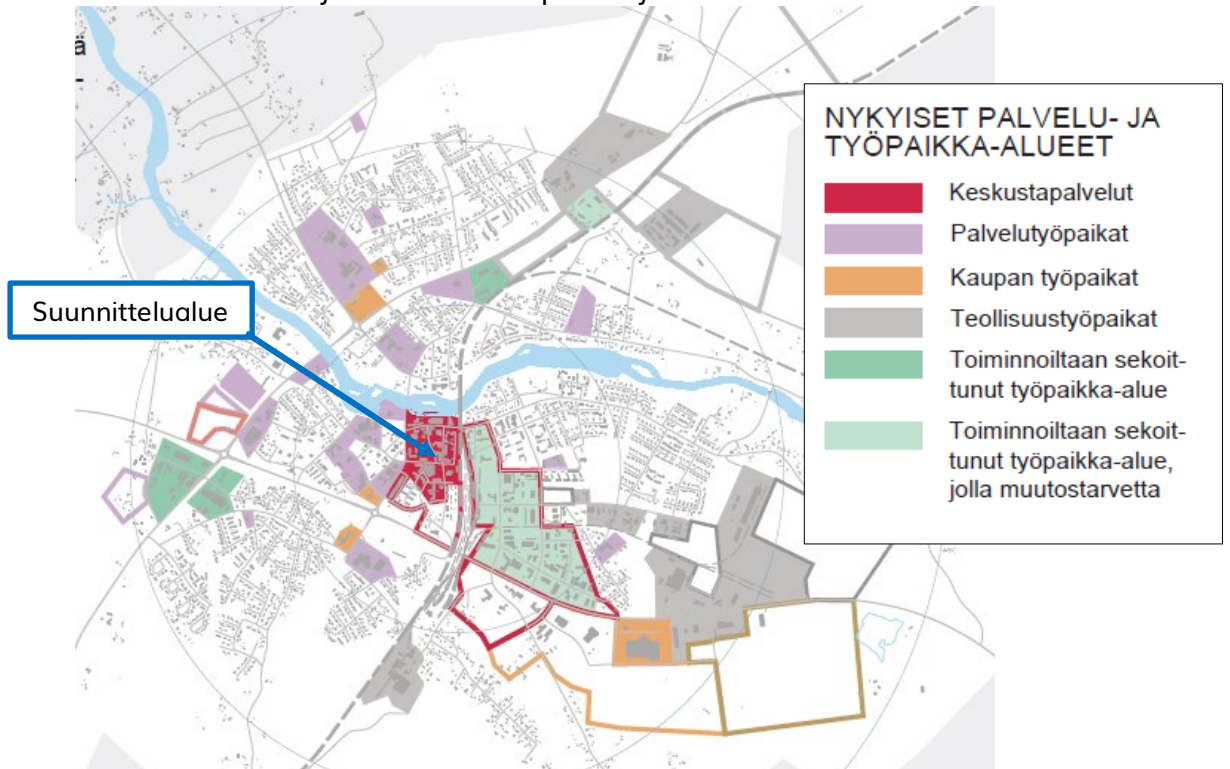 ä
-
NYKYISET PALVELU- JA
TYÖPAIKKA-ALUEET
Keskustapalvelut
Palvelutyöpaikat
Kaupan työpaikat
Teollisuustyöpaikat
Toiminnoiltaan sekoit-
tunut työpaikka-alue
Toiminnoiltaan sekoit-
tunut työpaikka-alue,
jolla muutostarvetta
Suunnittelualue